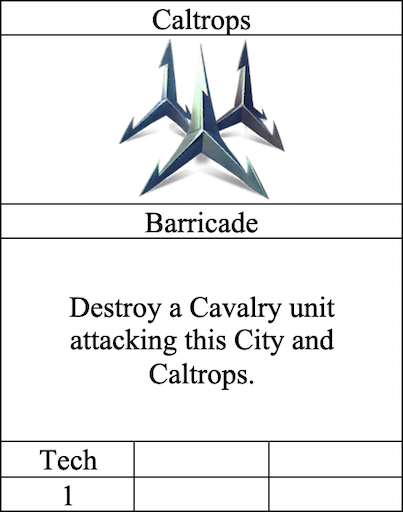 Caltrops
Barricade
Destroy a Cavalry unit
attacking this City and
Caltrops.
Tech
1